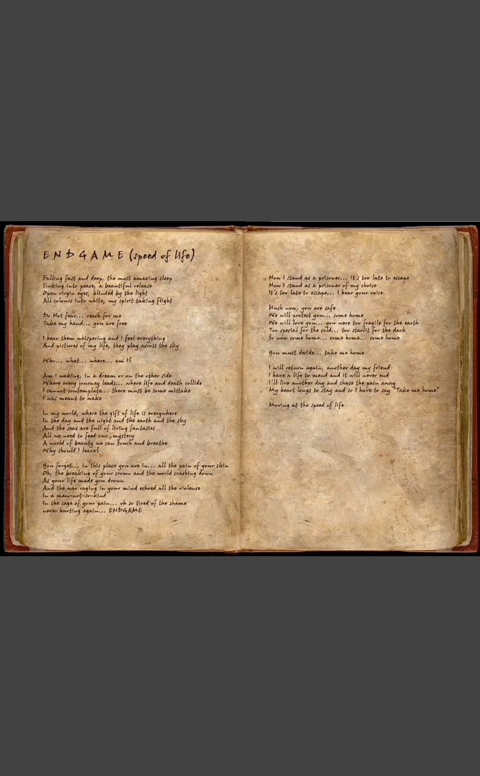 ENDGAME (speed of life)
Falling fast and deep, the most amazing sleep
Sinking into peace, a beautiful release
Open virgin eyes, blinded by the light
All colours into white, my spirit taking flight
Do Not fear... reach for me
Take my hand... you are free
I hear them whispering and I feel everything
And pictures of my life, they play across the sky
Who... what... where... am I?
Am I waking, in a dream or on the other side
Where every journey leads... where life and death collide
I cannot contemplate... there must be some mistake
I was meant to make
In my world, where the gift of life is everywhere
In the day and the night and the earth and the sky
And the seas are full of living fantasies
All we need to feed our mystery
A world of beauty we can touch and breathe
Why should I leave?
You forget... in this place you are in... all the pain of your skin
Oh, the breaking of your crown and the world crashing down
As your life made you drown
And the war raging in your mind echoed all the violence
In a man-not-so-kind
In the cage of your pain... oh so tired of the shame
never hurting again... ENDGAME
Now I stand as a prisoner... it's too late to escape
Now I stand as a prisoner of my choice
It's too late to escape... I hear your voice
Hush now, you are safe
We will protect you... come home
We will love you... you were too fragile for the earth
Too special for the cold... too starlit for the dark
So you come home... come home... come home
You must decide... take me home
I will return again, another day my friend
I have a life to mend and it will never end
I'll live another day and chase the pain away
My heart longs to stay and so I have to say "Take me home"
Moving at the speed of life